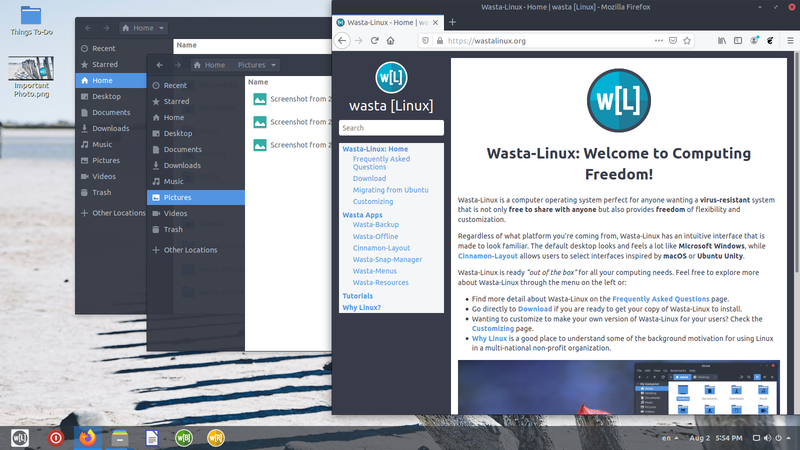 Things To-Do
Important
Photo.png
Home
Recent
Starred
Home
Desktop
Documents
Downloads
Music
Pictures
Videos
Trash
Other Locations
Name
Home
Pictures
Recent
Starred
Home
Desktop
Documents
Downloads
Music
Pictures
Videos
Trash
Other Locations
Name
Screenshot from 2
Screenshot from 2
Screenshot from 2
Wasta-Linux - Home | wasta [Linux] - Mozilla Firefox
Wasta-Linux - Home | wa
https://wastalinux.org
w[L]
wasta [Linux]
Search
Wasta-Linux: Home
Frequently Asked
Questions
Download
Migrating from Ubuntu
Customizing
Wasta Apps
Wasta-Backup
Wasta-Offline
Cinnamon-Layout
Wasta-Snap-Manager
Wasta-Menus
Wasta-Resources
Tutorials
Why Linux?
w[L]
Wasta-Linux: Welcome to Computing
Freedom!
Wasta-Linux is a computer operating system perfect for anyone wanting a virus-resistant system
that is not only free to share with anyone but also provides freedom of flexibility and
customization.
Regardless of what platform you're coming from, Wasta-Linux has an intuitive interface that is
made to look familiar. The default desktop looks and feels a lot like Microsoft Windows, while
Cinnamon-Layout allows users to select interfaces inspired by macOS or Ubuntu Unity.
Wasta-Linux is ready "out of the box" for all your computing needs. Feel free to explore more
about Wasta-Linux through the menu on the left or:
Find more detail about Wasta-Linux on the Frequently Asked Questions page.
Go directly to Download if you are ready to get your copy of Wasta-Linux to install.
Wanting to customize to make your own version of Wasta-Linux for your users? Check the
Customizing page.
Why Linux is a good place to understand some of the background motivation for using Linux
in a multi-national non-profit organization.
w[L]
w[B]
w[O]
en
Aug 2
5:54 PM